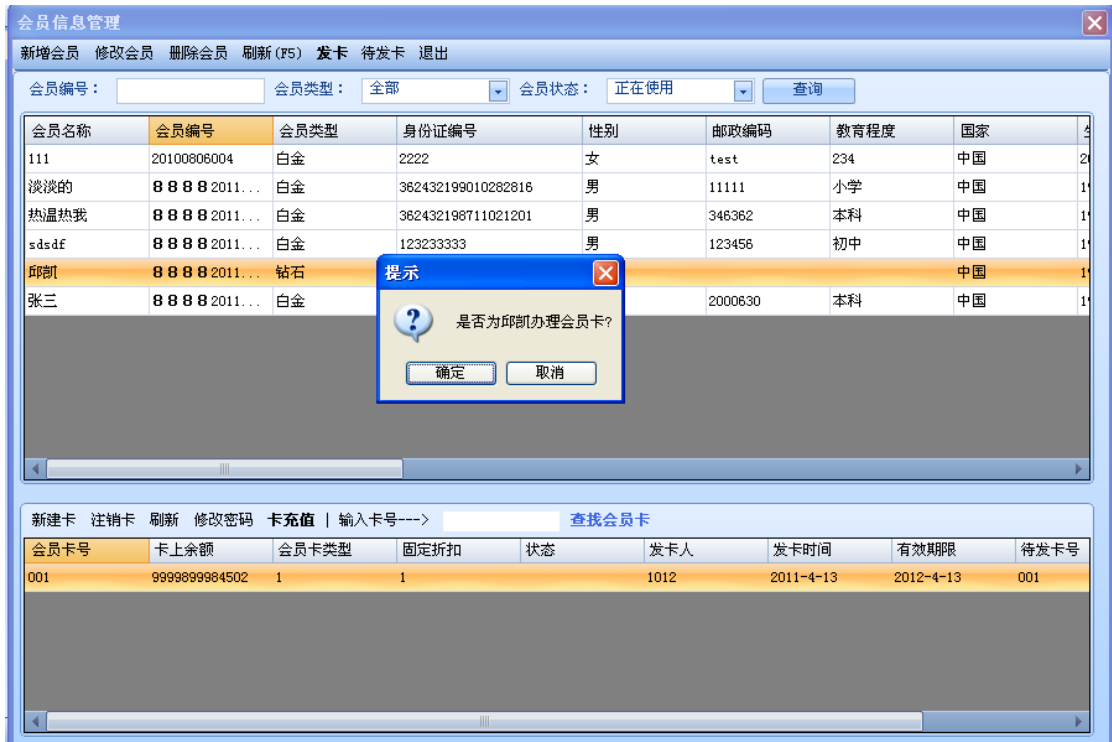 会员信息管理
新增会员 修改会员 删除会员 刷新(F5) 发卡 待发卡 退出
会员编号： 会员类型： 全部 会员状态： 正在使用 查询
会员名称 会员编号 会员类型 身份证编号 性别 邮政编码 教育程度 国家
111 20100806004 白金 2222 女 test 234 中国
淡淡的 ８８８８2011... 白金 362432199010282816 男 11111 小学 中国
热温热我 ８８８８2011... 白金 362432198711021201 男 346362 本科 中国
sdsdf ８８８８2011... 白金 123233333 男 123456 初中 中国
邱凯 ８８８８2011... 钻石 中国
张三 ８８８８2011... 白金 2000630 本科 中国
提示
是否为邱凯办理会员卡?
确定 取消
新建卡 注销卡 刷新 修改密码 卡充值 | 输入卡号---> 查找会员卡
会员卡号 卡上余额 会员卡类型 固定折扣 状态 发卡人 发卡时间 有效期限 待发卡号
001 9999899984502 1 1 1012 2011-4-13 2012-4-13 001